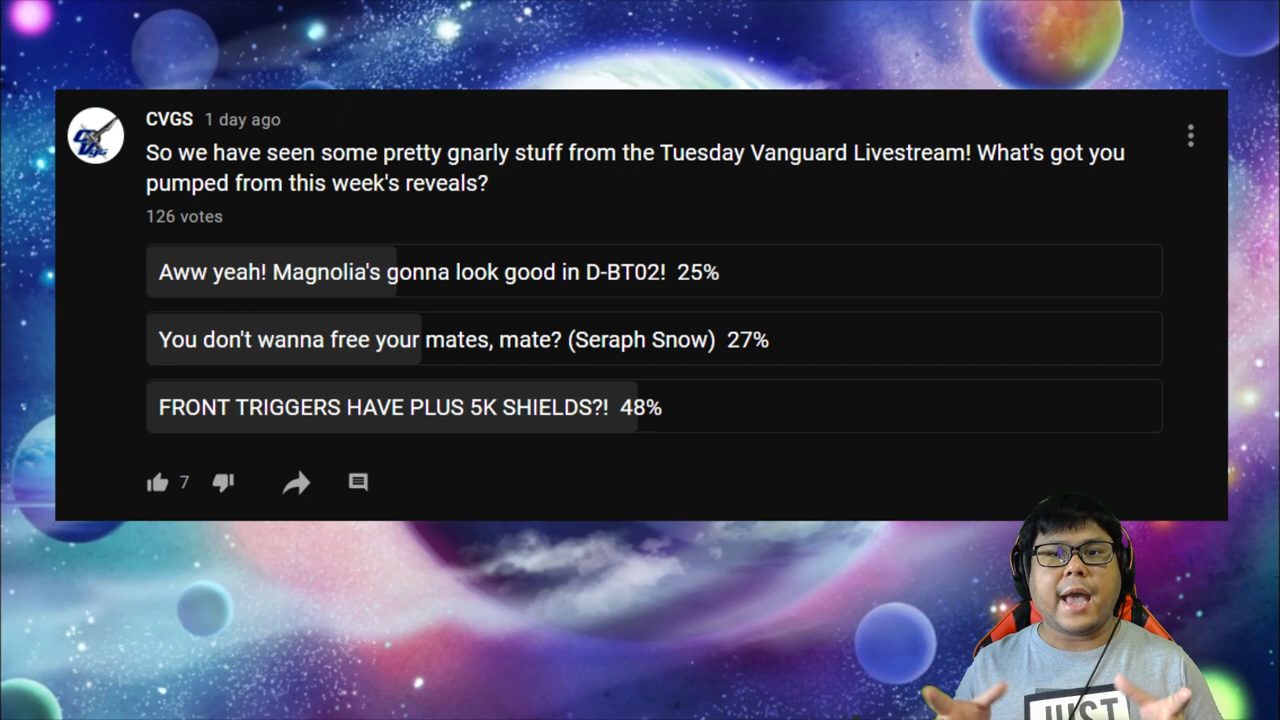 CVGS 1 day ago
So we have seen some pretty gnarly stuff from the Tuesday Vanguard Livestream! What's got you
pumped from this week's reveals?
126 votes
Aww yeah! Magnolia's gonna look good in D-BT02! 25%
You don't wanna free your mates, mate? (Seraph Snow) 27%
FRONT TRIGGERS HAVE PLUS 5K SHIELDS?! 48%
7
JUST